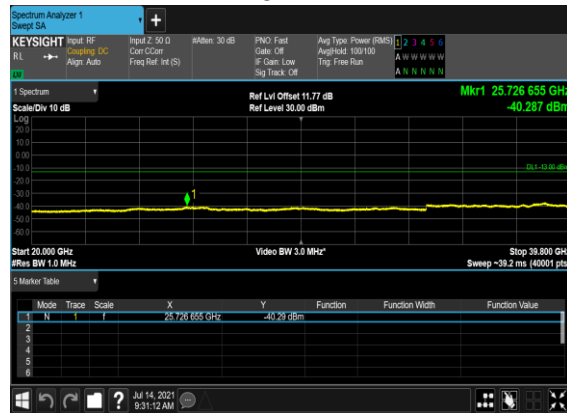 Spectrum Analyzer 1
Swept SA
+
KEYSIGHT Input: RF Input Z: 50 Ω #Atten: 30 dB PNO: Fast Avg Type: Power (RMS) 1 2 3 4 5 6
RL Coupling: DC Corr CCorr Gate: Off Avg|Hold: 100/100 A W W W W W
Align: Auto Freq Ref: Int (S) IF Gain: Low Trig: Free Run
Sig Track: Off A N N N N N
1 Spectrum Ref Lvl Offset 11.77 dB Mkr1 25.726 655 GHz
Scale/Div 10 dB Ref Level 30.00 dBm -40.287 dBm
Log
20.0
10.0
0.00
-10.0 DL1 -13.00 dBm
-20.0
-30.0 1
-40.0
-50.0
-60.0
Start 20.000 GHz Video BW 3.0 MHz* Stop 39.800 GHz
#Res BW 1.0 MHz Sweep ~39.2 ms (40001 pts
5 Marker Table
Mode Trace Scale X Y Function Function Width Function Value
1 N 1 f 25.726 655 GHz -40.29 dBm
2
3
4
5
6
? Jul 14, 2021
9:31:12 AM